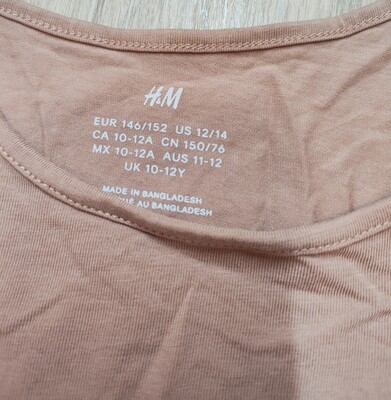 H&M
EUR 146/152 US 12/14
CA 10-12A CN 150/76
MX 10-12A AUS 11-12
UK 10-12Y
MADE IN BANGLADESH
AU BANGLADESH